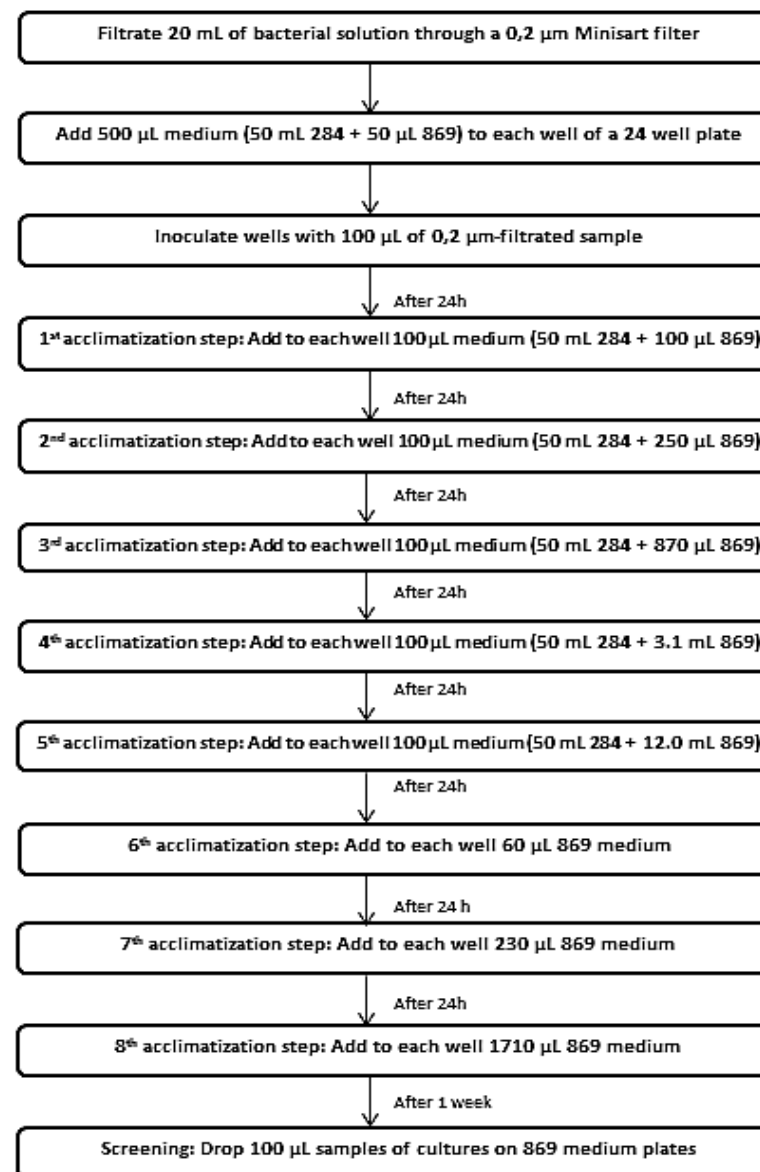 Filtrate 20 mL of bacterial solution through a 0,2 µm Minisart filter
Add 500 µL medium (50 mL 284 + 50 µL 869) to each well of a 24 well plate
Inoculate wells with 100 µL of 0,2 µm-filtrated sample
After 24h
1st acclimatization step: Add to each well 100 µL medium (50 mL 284 + 100 µL 869)
After 24h
2nd acclimatization step: Add to each well 100 µL medium (50 mL 284 + 250 µL 869)
After 24h
3rd acclimatization step: Add to each well 100 µL medium (50 mL 284 + 870 µL 869)
After 24h
4th acclimatization step: Add to each well 100 µL medium (50 mL 284 + 3.1 mL 869)
After 24h
5th acclimatization step: Add to each well 100 µL medium (50 mL 284 + 12.0 mL 869)
After 24h
6th acclimatization step: Add to each well 60 µL 869 medium
After 24 h
7th acclimatization step: Add to each well 230 µL 869 medium
After 24h
8th acclimatization step: Add to each well 1710 µL 869 medium
After 1 week
Screening: Drop 100 µL samples of cultures on 869 medium plates